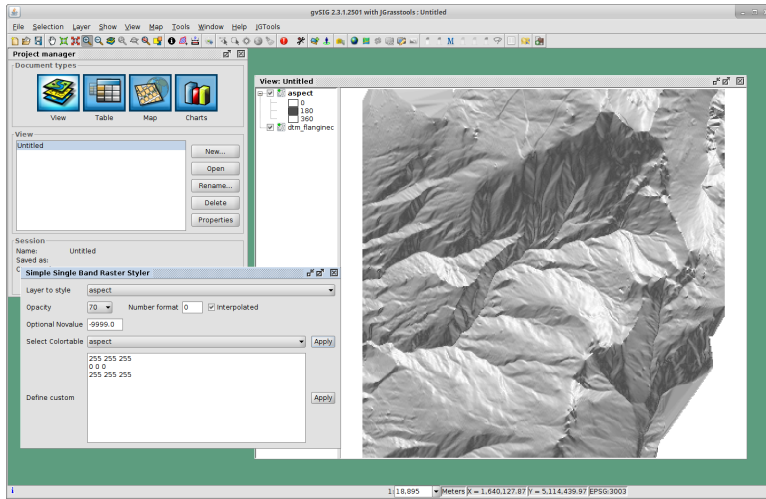 gvSIG 2.3.1.2501 with JGrasstools : Untitled
File Selection Layer Show View Map Tools Window Help JGTools
Project manager
Document types
View Table Map Charts
View
Untitled
New...
Open
Rename...
Delete
Properties
Session
Name: Untitled
Saved as:
C
Simple Single Band Raster Styler
Layer to style aspect
Opacity 70 Number format 0 Interpolated
Optional Novalue -9999.0
Select Colortable aspect Apply
255 255 255
0 0 0
255 255 255
Define custom Apply
View: Untitled
aspect
0
180
360
dtm_flanginec
1: 18,895 Meters X = 1,640,127.87 Y = 5,114,439.97 EPSG:3003